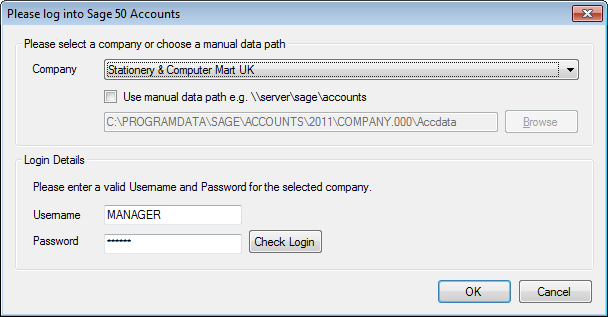 Please log into Sage 50 Accounts
Please select a company or choose a manual data path
Company Stationery & Computer Mart UK
Use manual data path e.g. \\server\sage\accounts
C:\PROGRAMDATA\SAGE\ACCOUNTS\2011\COMPANY.000\Accdata Browse
Login Details
Please enter a valid Username and Password for the selected company.
Username MANAGER
Password ****** Check Login
OK Cancel